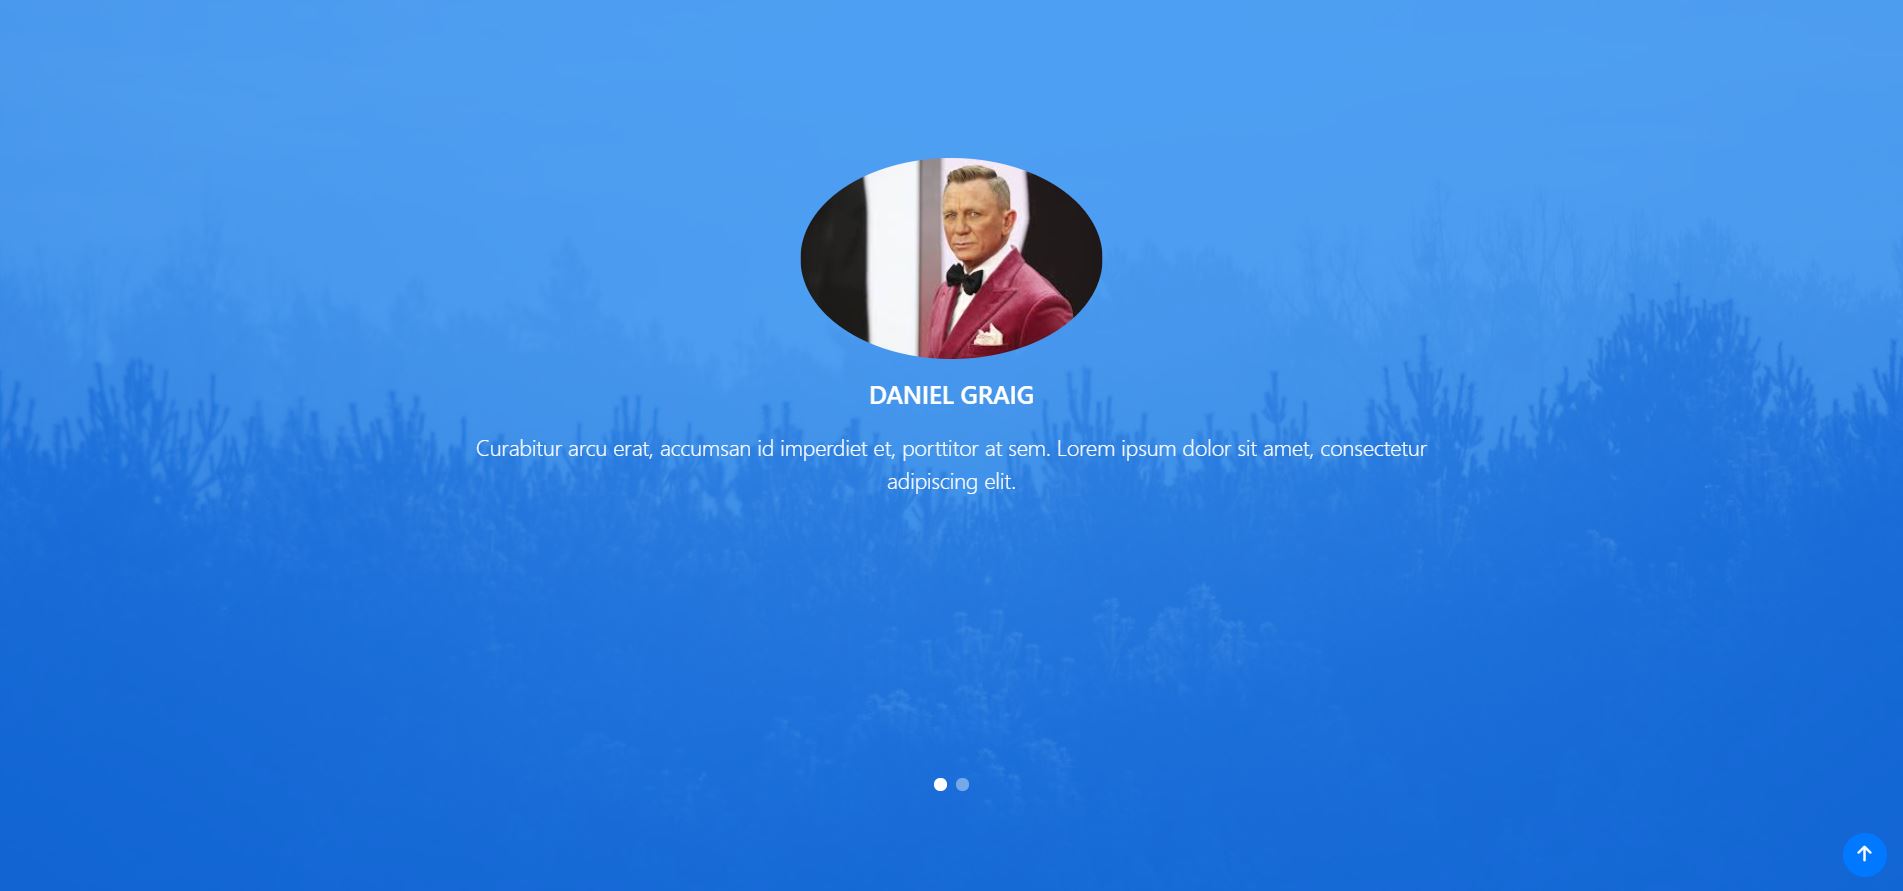 DANIEL GRAIG
Curabitur arcu erat, accumsan id imperdiet et, porttitor at sem. Lorem ipsum dolor sit amet, consectetur
adipiscing elit.